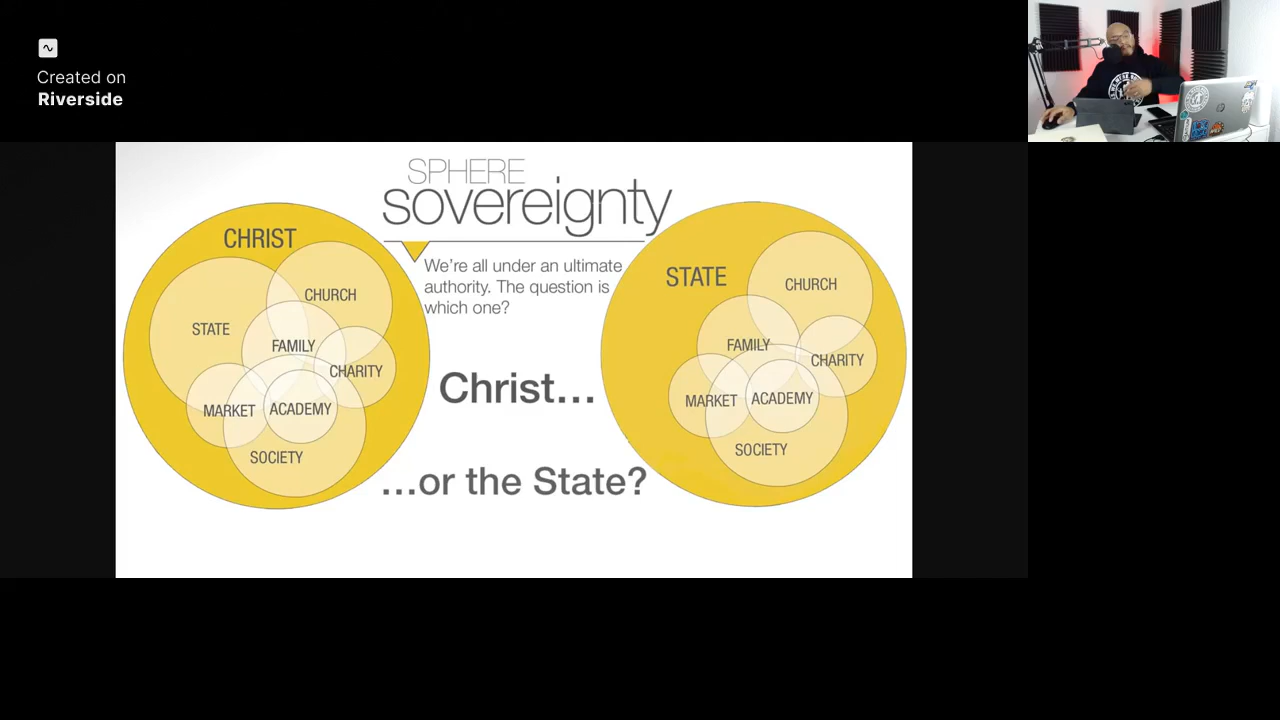 Created on
Riverside
SPHERE
sovereignty
We're all under an ultimate
authority. The question is
which one?
Christ...
...or the State?
CHRIST
CHURCH
STATE
FAMILY
CHARITY
MARKET
ACADEMY
SOCIETY
STATE
CHURCH
FAMILY
CHARITY
MARKET
ACADEMY
SOCIETY